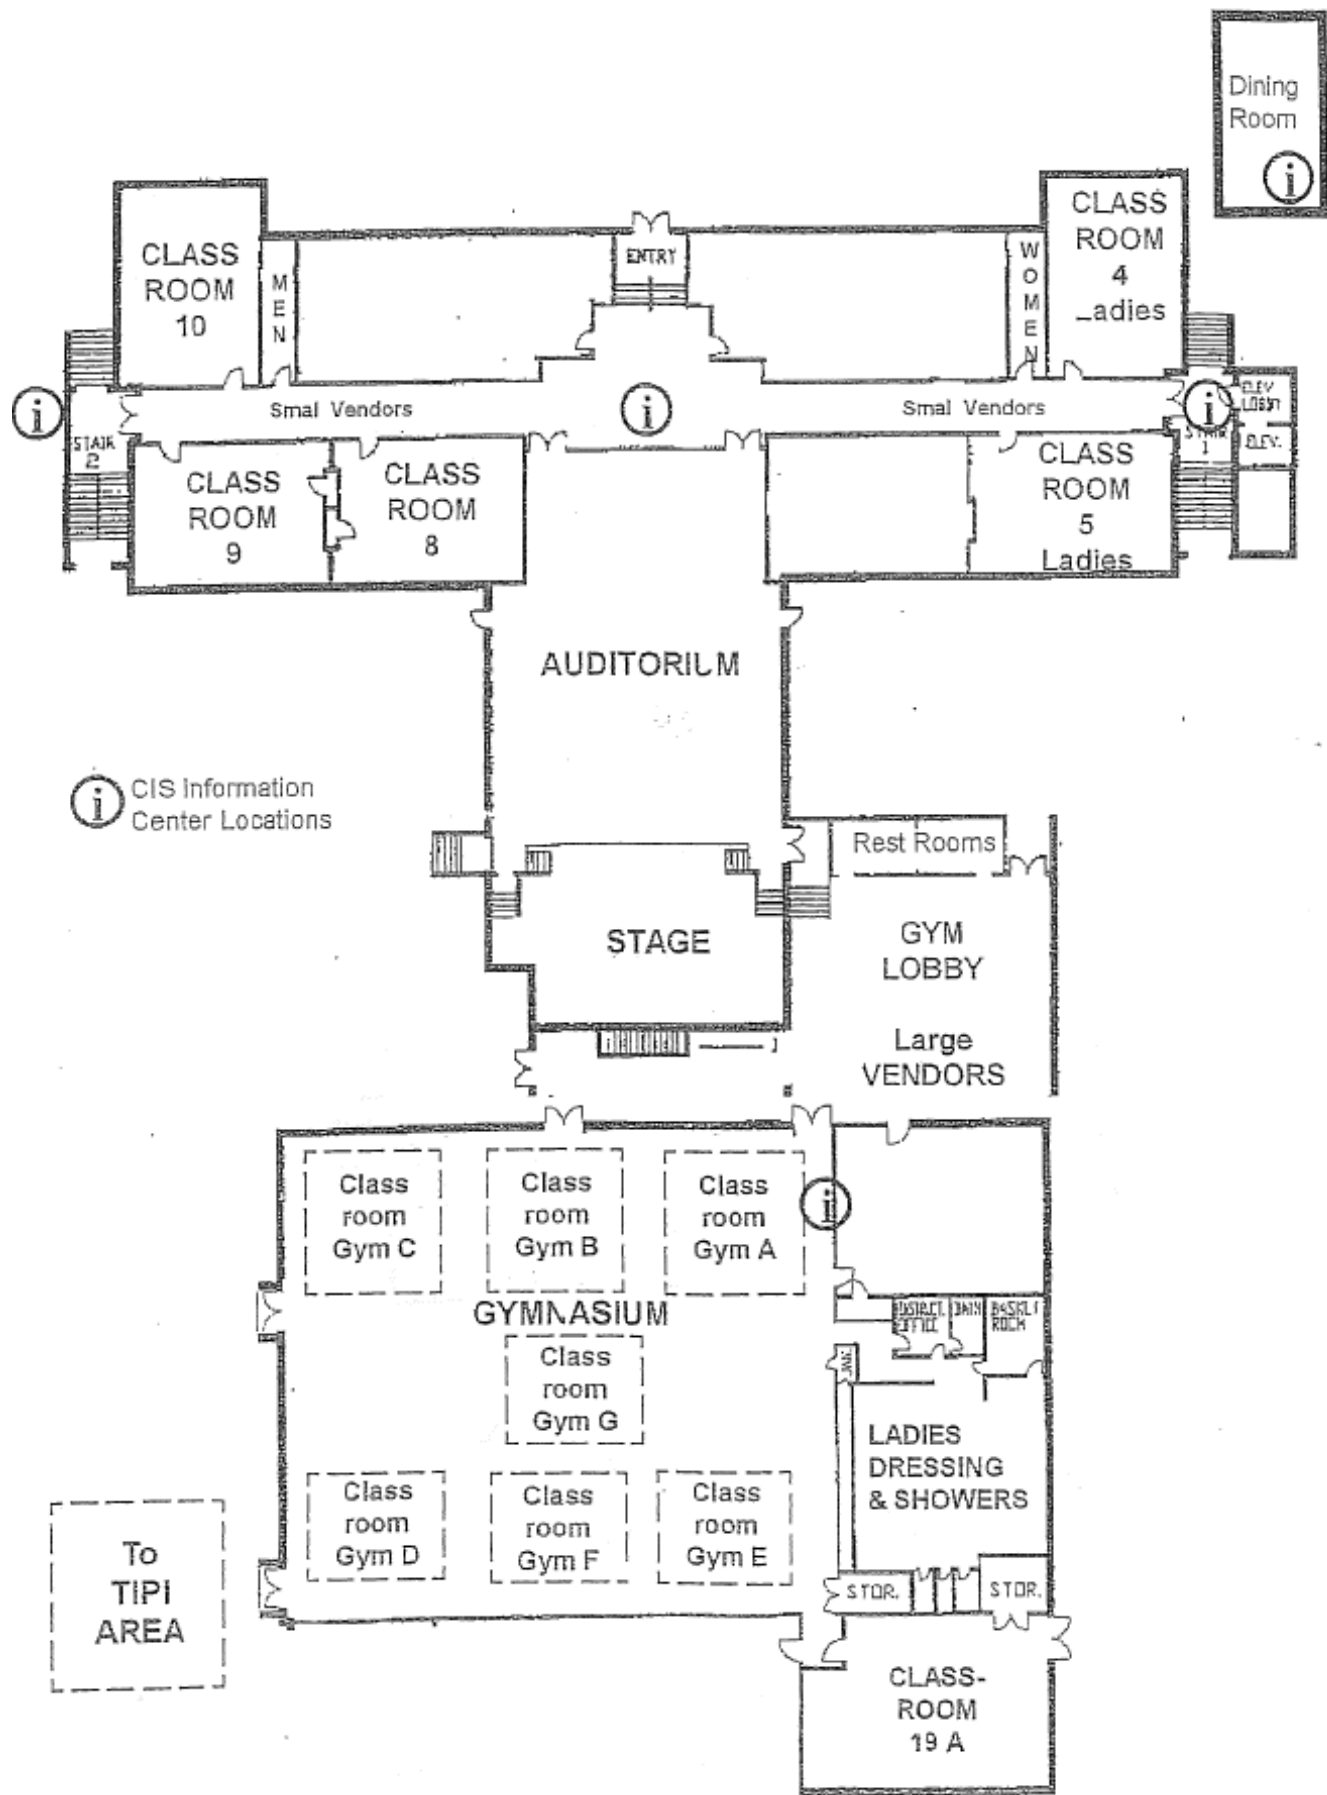 Dining
Room
i
CLASS
ROOM
10
MEN
ENTRY
WOMEN
CLASS
ROOM
4
Ladies
i
Smal Vendors
i
Smal Vendors
i
ELEV
LOBBY
STAIR
2
STAIR
1
ELEV.
CLASS
ROOM
9
CLASS
ROOM
8
CLASS
ROOM
5
Ladies
AUDITORIUM
i
CIS Information
Center Locations
Rest Rooms
STAGE
GYM
LOBBY
Large
VENDORS
Class
room
Gym C
Class
room
Gym B
Class
room
Gym A
i
GYMNASIUM
OFFICE
Class
room
Gym G
LADIES
DRESSING
& SHOWERS
Class
room
Gym D
Class
room
Gym F
Class
room
Gym E
To
TIPI
AREA
STOR.
STOR.
CLASS-
ROOM
19 A